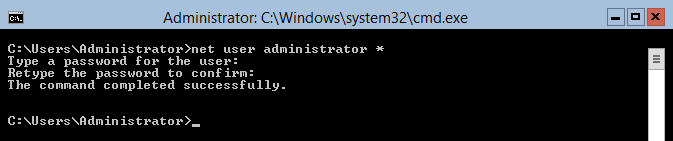 Administrator: C:\Windows\system32\cmd.exe
C:\Users\Administrator>net user administrator *
Type a password for the user:
Retype the password to confirm:
The command completed successfully.
C:\Users\Administrator>_